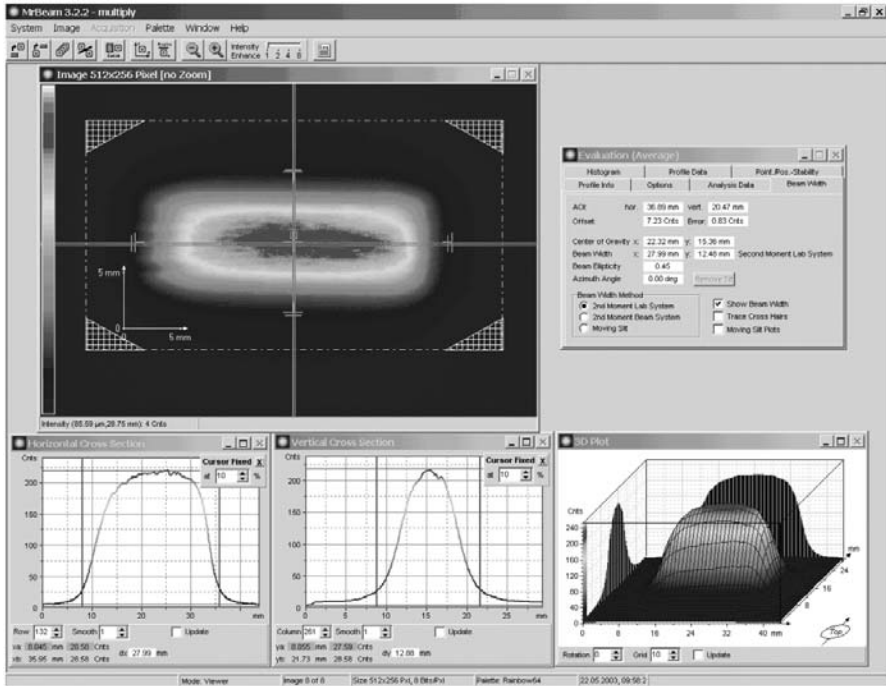 MrBeam 3.2.2 - multiply
System Image Acquisition Palette Window Help
Intensity
Enhance 1 2 4 8
Image 512x256 Pixel [no Zoom]
5 mm
0
0 5 mm
Intensity (85.59 µm,28.75 mm): 4 Cnts
Evaluation (Average)
Histogram Profile Data Point./Pos.-Stability
Profile Info Options Analysis Data Beam Width
AOI: hor. 36.89 mm vert. 20.47 mm
Offset: 7.23 Cnts Error: 0.83 Cnts
Center of Gravity x: 22.32 mm y: 15.36 mm
Beam Width x: 27.99 mm y: 12.48 mm Second Moment Lab System
Beam Ellipticity 0.45
Azimuth Angle 0.00 deg Remove Tilt
Beam Width Method
2nd Moment Lab System
2nd Moment Beam System
Moving Slit
Show Beam Width
Trace Cross Hairs
Moving Slit Plots
Horizontal Cross Section
Cnts
Cursor Fixed X
at 10 %
200
150
100
50
0
0 10 20 30 mm
Row 132 Smooth 1 Update
xa: 8.045 mm 28.58 Cnts
xb: 35.95 mm 28.58 Cnts
dx 27.99 mm
Vertical Cross Section
Cnts
Cursor Fixed X
at 10 %
200
150
100
50
0
0 5 10 15 20 25 mm
Column 261 Smooth 1 Update
ya 8.855 mm 27.59 Cnts
yb: 21.73 mm 28.58 Cnts
dy 12.88 mm
3D Plot
Cnts
240
200
160
120
80
40
0
0 8 16 24 32 40 mm
8
16
24
mm
Top
Rotation 0 Grid 10 Update
Mode: Viewer Image 8 of 8 Size 512x256 Pxl, 8 Bits/Pxl Palette: Rainbow64 22.05.2003, 09:58:2